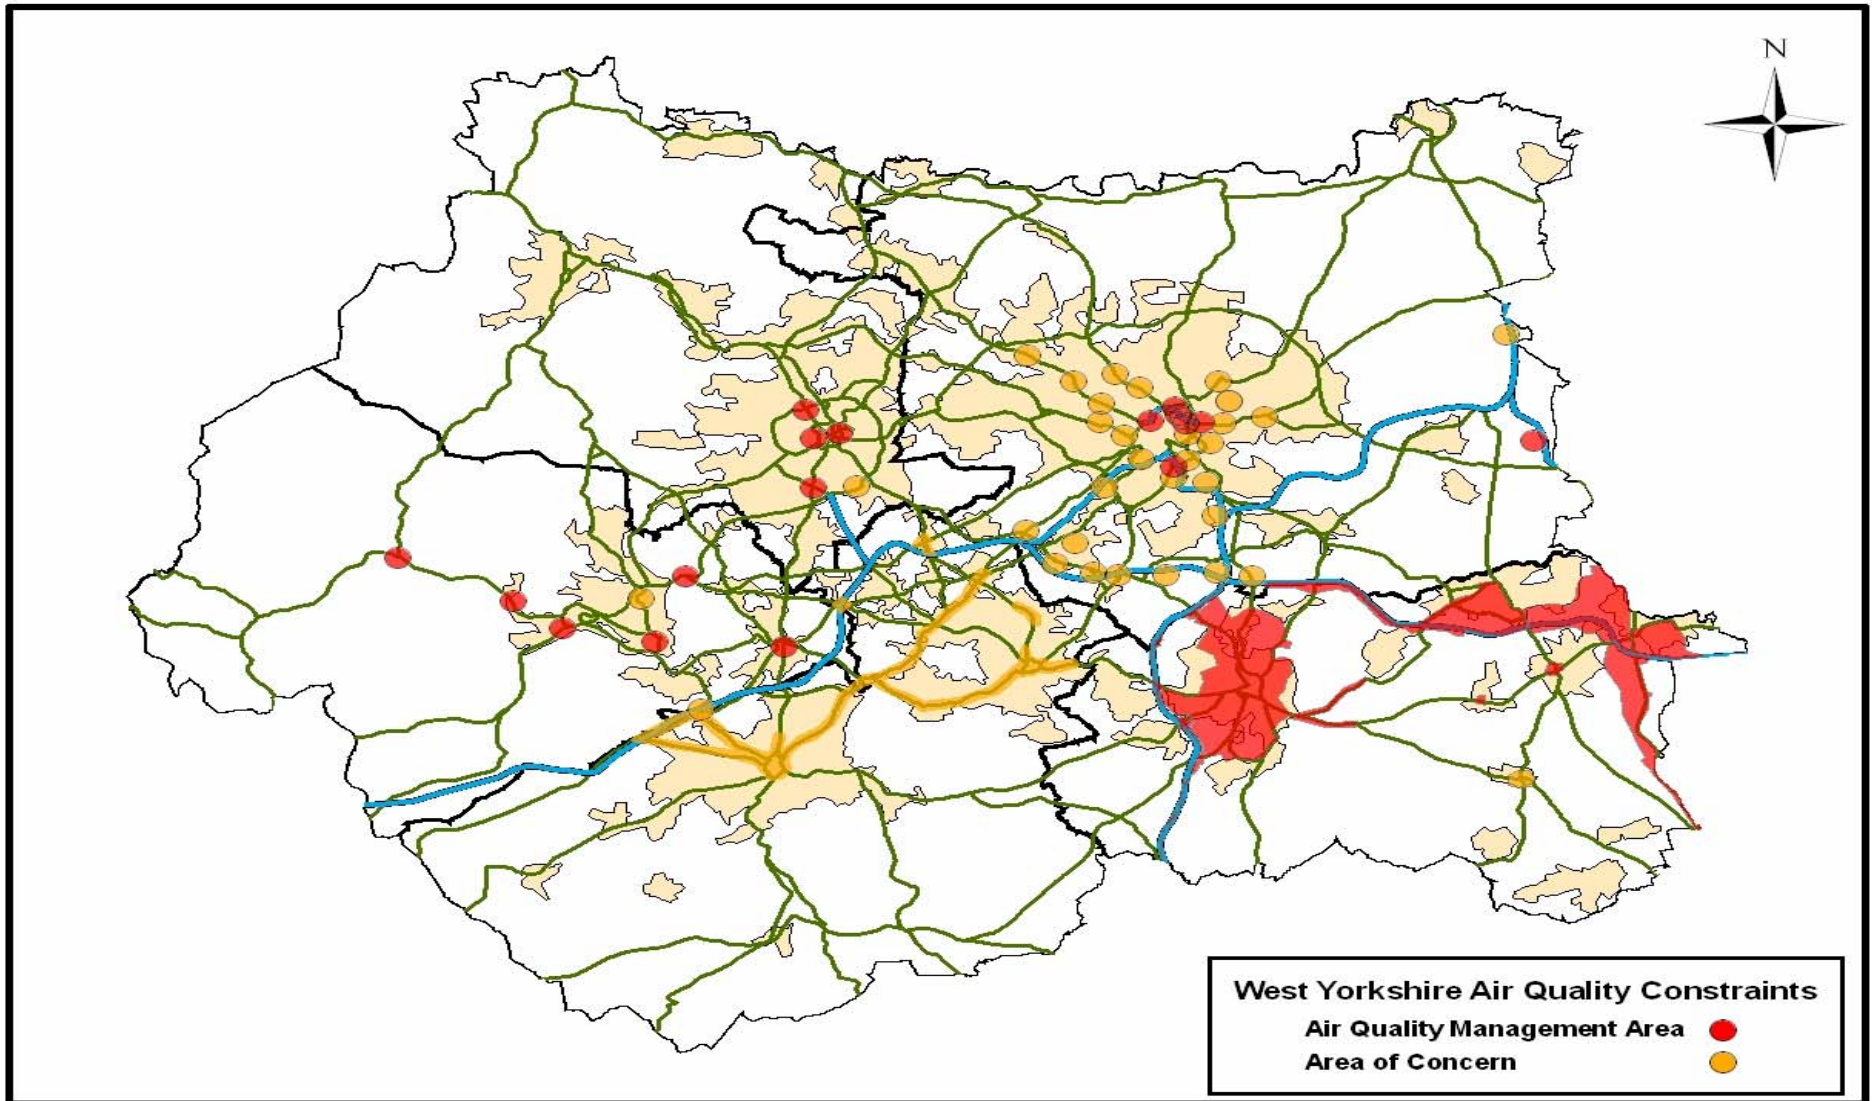 N
West Yorkshire Air Quality Constraints
Air Quality Management Area
Area of Concern